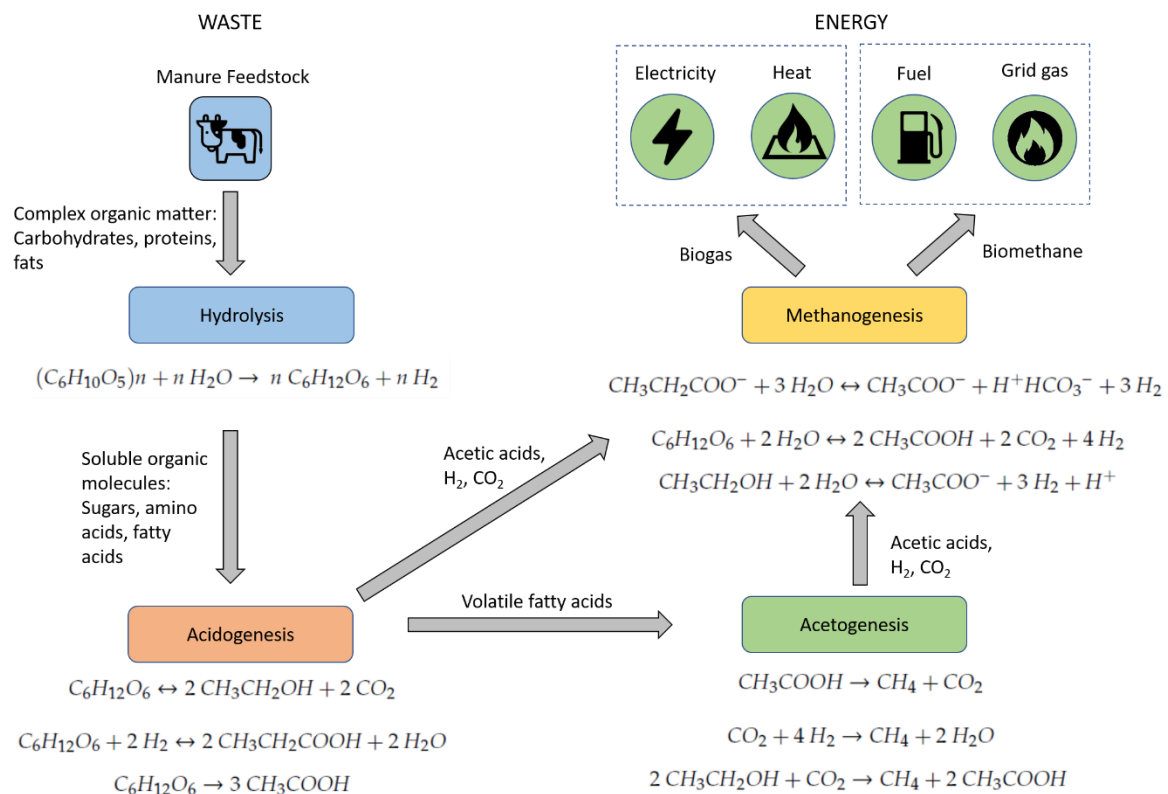 WASTE
ENERGY
Manure Feedstock
Electricity
Heat
Fuel
Grid gas
Complex organic matter:
Carbohydrates, proteins,
fats
Biogas
Biomethane
Hydrolysis
Methanogenesis
(C₆H₁₀O₅)n + n H₂O → n C₆H₁₂O₆ + n H₂
CH₃CH₂COO⁻ + 3 H₂O ↔ CH₃COO⁻ + H⁺HCO₃⁻ + 3 H₂
C₆H₁₂O₆ + 2 H₂O ↔ 2 CH₃COOH + 2 CO₂ + 4 H₂
CH₃CH₂OH + 2 H₂O ↔ CH₃COO⁻ + 3 H₂ + H⁺
Soluble organic
molecules:
Sugars, amino
acids, fatty
acids
Acetic acids,
H₂, CO₂
Acetic acids,
H₂, CO₂
Volatile fatty acids
Acidogenesis
Acetogenesis
C₆H₁₂O₆ ↔ 2 CH₃CH₂OH + 2 CO₂
C₆H₁₂O₆ + 2 H₂ ↔ 2 CH₃CH₂COOH + 2 H₂O
C₆H₁₂O₆ → 3 CH₃COOH
CH₃COOH → CH₄ + CO₂
CO₂ + 4 H₂ → CH₄ + 2 H₂O
2 CH₃CH₂OH + CO₂ → CH₄ + 2 CH₃COOH